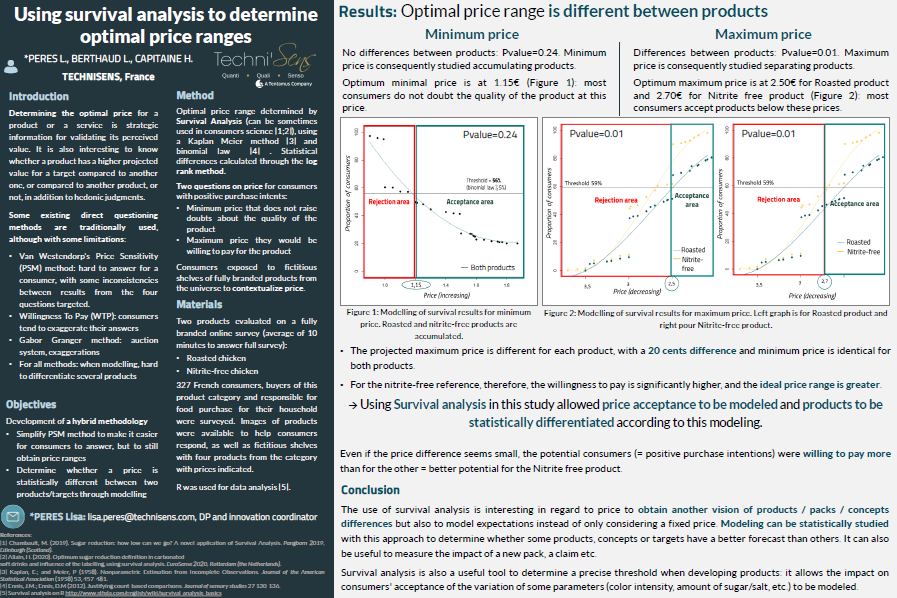 Using survival analysis to determine
optimal price ranges
*PERES L., BERTHAUD L., CAPITAINE H.
TECHNISENS, France
Techni'Sens
Quanti • Quali • Senso
A Tentamus Company
Introduction
Determining the optimal price for a
product or a service is strategic
information for validating its perceived
value. It is also interesting to know
whether a product has a higher projected
value for a target compared to another
one, or compared to another product, or
not, in addition to hedonic judgments.
Some existing direct questioning
methods are traditionally used,
although with some limitations:
• Van Westendorp's Price Sensitivity
(PSM) method: hard to answer for a
consumer, with some inconsistencies
between results from the four
questions targeted.
• Willingness To Pay (WTP): consumers
tend to exaggerate their answers
• Gabor Granger method: auction
system, exaggerations
• For all methods: when modelling, hard
to differentiate several products
Objectives
Development of a hybrid methodology
• Simplify PSM method to make it easier
for consumers to answer, but to still
obtain price ranges
• Determine whether a price is
statistically different between two
products/targets through modelling
Method
Optimal price range determined by
Survival Analysis (can be sometimes
used in consumers science [1;2]), using
a Kaplan Meier method [3] and
binomial law [4] . Statistical
differences calculated through the log
rank method.
Two questions on price for consumers
with positive purchase intents:
• Minimum price that does not raise
doubts about the quality of the
product
• Maximum price they would be
willing to pay for the product
Consumers exposed to fictitious
shelves of fully branded products from
the universe to contextualize price.
Materials
Two products evaluated on a fully
branded online survey (average of 10
minutes to answer full survey):
• Roasted chicken
• Nitrite-free chicken
327 French consumers, buyers of this
product category and responsible for
food purchase for their household
were surveyed. Images of products
were available to help consumers
respond, as well as fictitious shelves
with four products from the category
with prices indicated.
R was used for data analysis [5].
*PERES Lisa: lisa.peres@technisens.com, DP and innovation coordinator
References:
[1] Chambault, M. (2019). Sugar reduction: how low can we go? A novel application of Survival Analysis. Pangborn 2019,
Edinburgh (Scotland).
[2] Allain, H. (2020). Optimum sugar reduction definition in carbonated
soft drinks and influence of the labelling, using survival analysis. EuroSense 2020, Rotterdam (the Netherlands).
[3] Kaplan, E.; and Meier, P. (1958). Nonparametric Estimation from Incomplete Observations. Journal of the American
Statistical Association (1958) 53, 457-481.
[4] Ennis, J.M.; Ennis, D.M (2012). Justifying count-based comparisons. Journal of sensory studies 27 130-136.
[5] Survival analysis on R http://www.sthda.com/english/wiki/survival-analysis-basics
Results: Optimal price range is different between products
Minimum price
No differences between products: Pvalue=0.24. Minimum
price is consequently studied accumulating products.
Optimum minimal price is at 1.15€ (Figure 1): most
consumers do not doubt the quality of the product at this
price.
Maximum price
Differences between products: Pvalue=0.01. Maximum
price is consequently studied separating products.
Optimum maximum price is at 2.50€ for Roasted product
and 2.70€ for Nitrite free product (Figure 2): most
consumers accept products below these prices.
Pvalue=0.24
Threshold = 56%
(binomial law 1,5%)
Rejection area
Acceptance area
Both products
Proportion of consumers
0 20 40 60 80 100
1.0 1,15 1.4 1.6 1.8
Price (increasing)
Pvalue=0.01
Threshold 59%
Rejection area
Acceptance
area
Roasted
Nitrite-
free
Proportion of consumers
3,5 3 2,5
Price (decreasing)
Pvalue=0.01
Threshold 59%
Rejection area
Acceptance area
Roasted
Nitrite-free
Proportion of consumers
3,5 2,7
Price (decreasing)
Figure 1: Modelling of survival results for minimum
price. Roasted and nitrite-free products are
accumulated.
Figure 2: Modelling of survival results for maximum price. Left graph is for Roasted product and
right pour Nitrite-free product.
• The projected maximum price is different for each product, with a 20 cents difference and minimum price is identical for
both products.
• For the nitrite-free reference, therefore, the willingness to pay is significantly higher, and the ideal price range is greater.
→ Using Survival analysis in this study allowed price acceptance to be modeled and products to be
statistically differentiated according to this modeling.
Even if the price difference seems small, the potential consumers (= positive purchase intentions) were willing to pay more
than for the other = better potential for the Nitrite free product.
Conclusion
The use of survival analysis is interesting in regard to price to obtain another vision of products / packs / concepts
differences but also to model expectations instead of only considering a fixed price. Modeling can be statistically studied
with this approach to determine whether some products, concepts or targets have a better forecast than others. It can also
be useful to measure the impact of a new pack, a claim etc.
Survival analysis is also a useful tool to determine a precise threshold when developing products: it allows the impact on
consumers' acceptance of the variation of some parameters (color intensity, amount of sugar/salt, etc.) to be modeled.